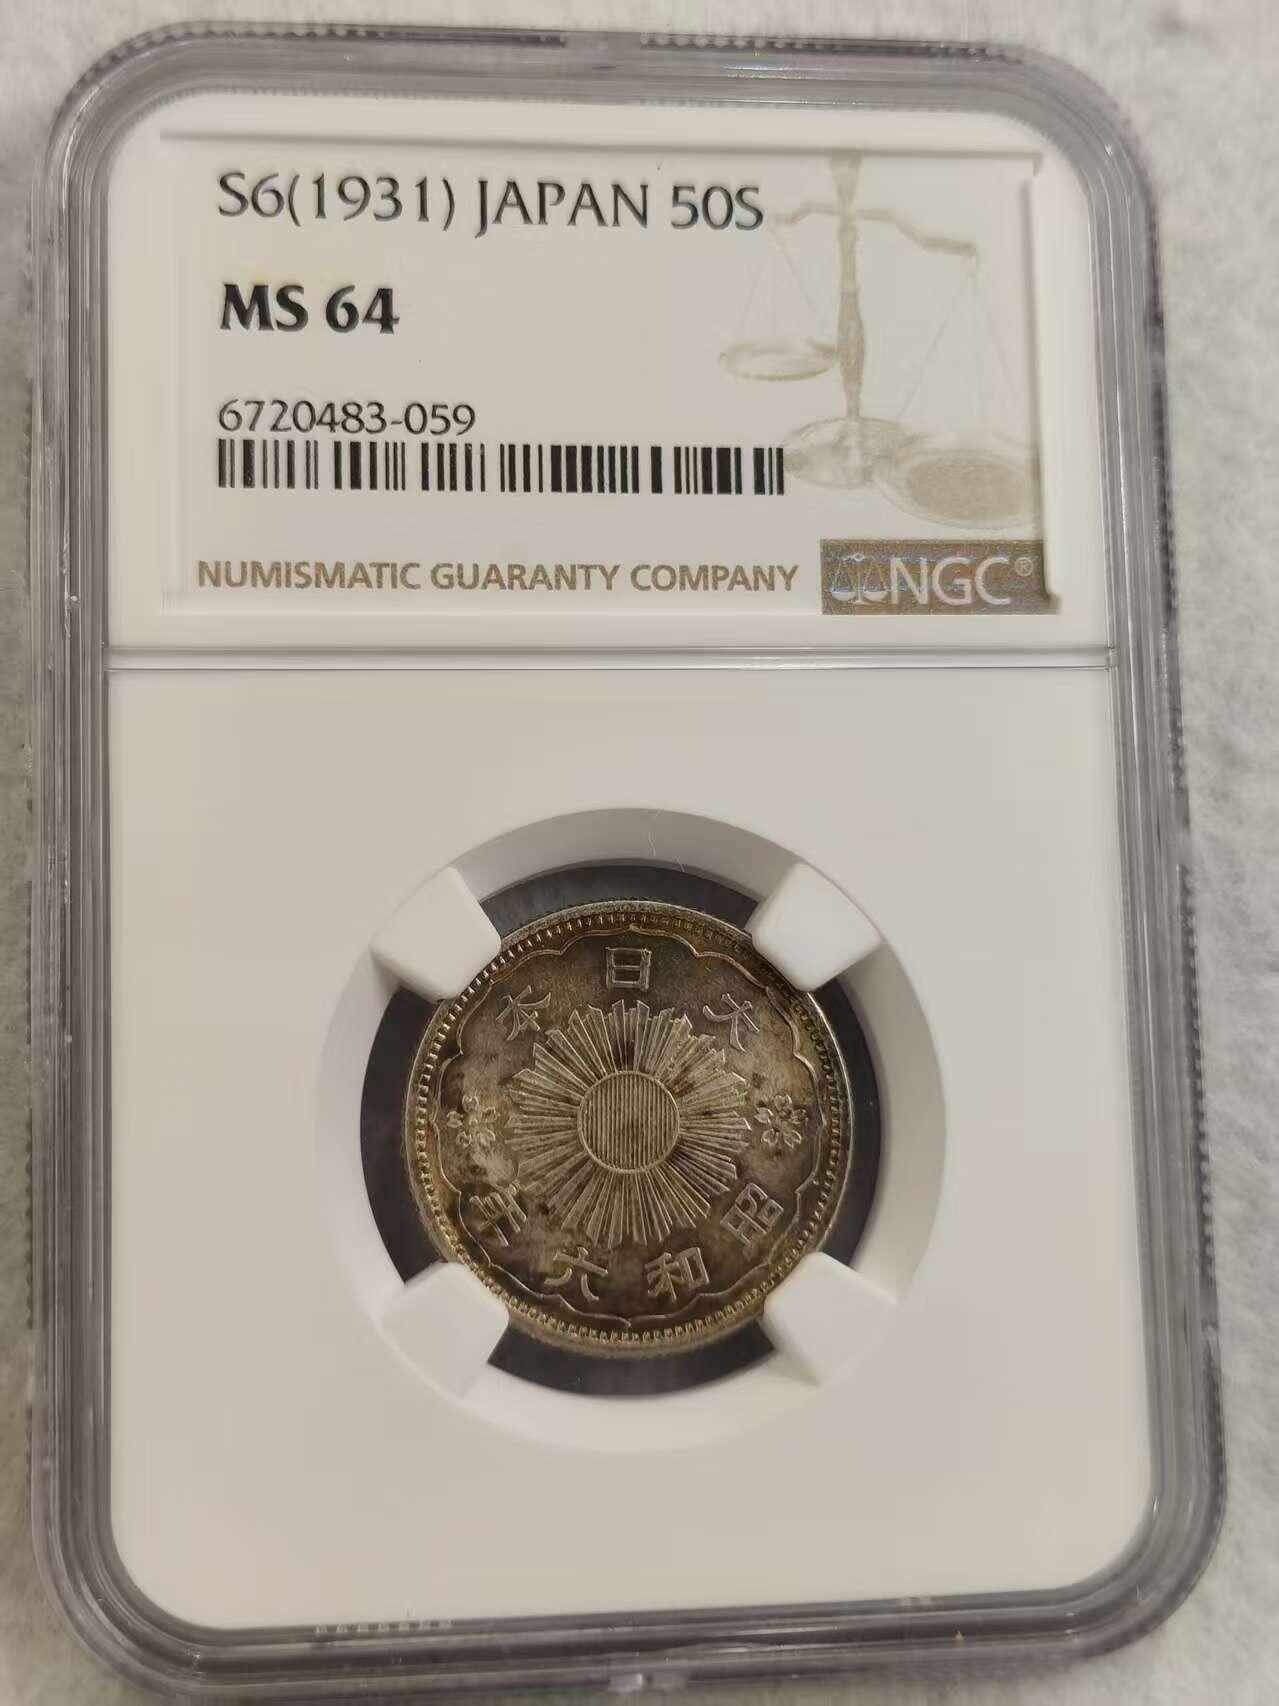 S6(1931) JAPAN 50S
MS 64
6720483-059
NUMISMATIC GUARANTY COMPANY NGC®
大日本
昭和六年